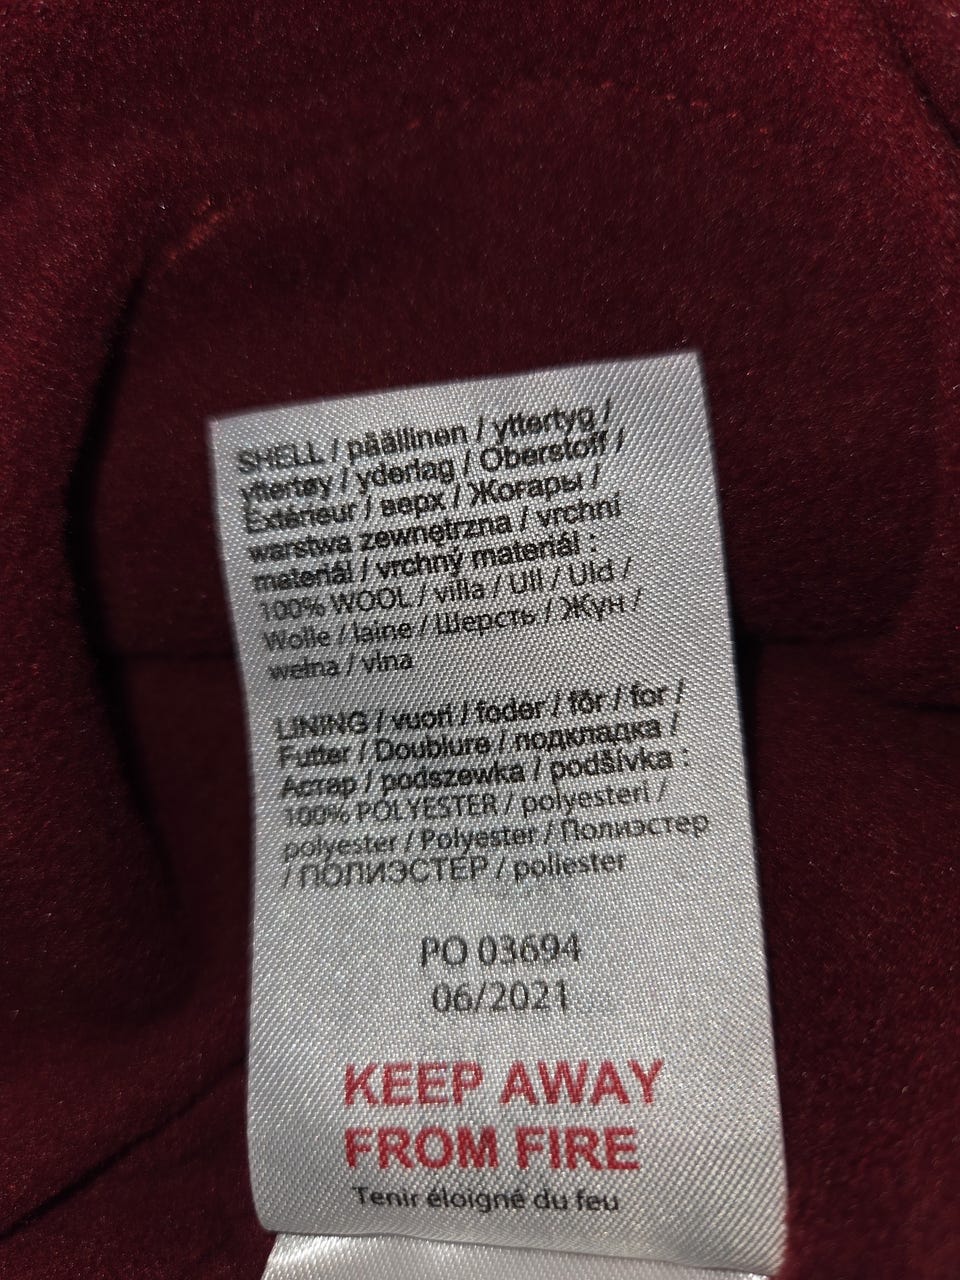 SHELL / päällinen / yttertyg /
yttertøy / yderlag / Oberstoff /
Extérieur / верх / Жоғары /
warstwa zewnętrzna / vrchní
materiál / vrchný materiál :
100% WOOL / villa / Ull / Uld /
Wolle / laine / Шерсть / Жүн /
wełna / vlna
LINING / vuori / foder / fôr / for /
Futter / Doublure / подкладка /
Астар / podszewka / podšívka :
100% POLYESTER / polyesteri /
polyester / Polyester / Полиэстер
/ ПОЛИЭСТЕР / poliester
PO 03694
06/2021
KEEP AWAY
FROM FIRE
Tenir éloigné du feu